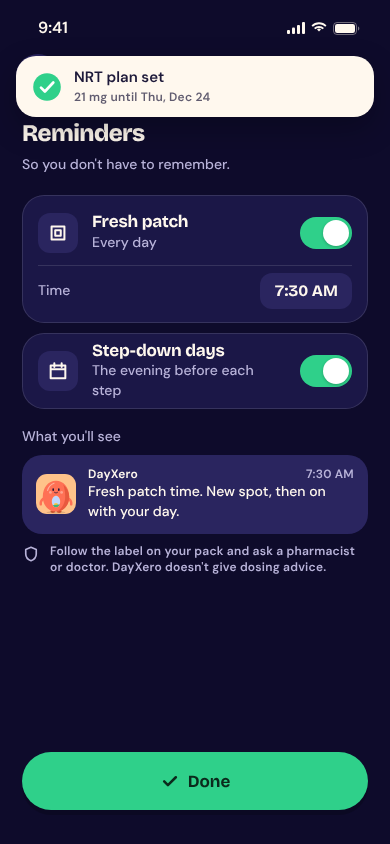 9:41
NRT plan set
21 mg until Thu, Dec 24
Reminders
So you don't have to remember.
Fresh patch
Every day
Time
7:30 AM
Step-down days
The evening before each
step
What you'll see
DayXero
7:30 AM
Fresh patch time. New spot, then on
with your day.
Follow the label on your pack and ask a pharmacist
or doctor. DayXero doesn't give dosing advice.
Done